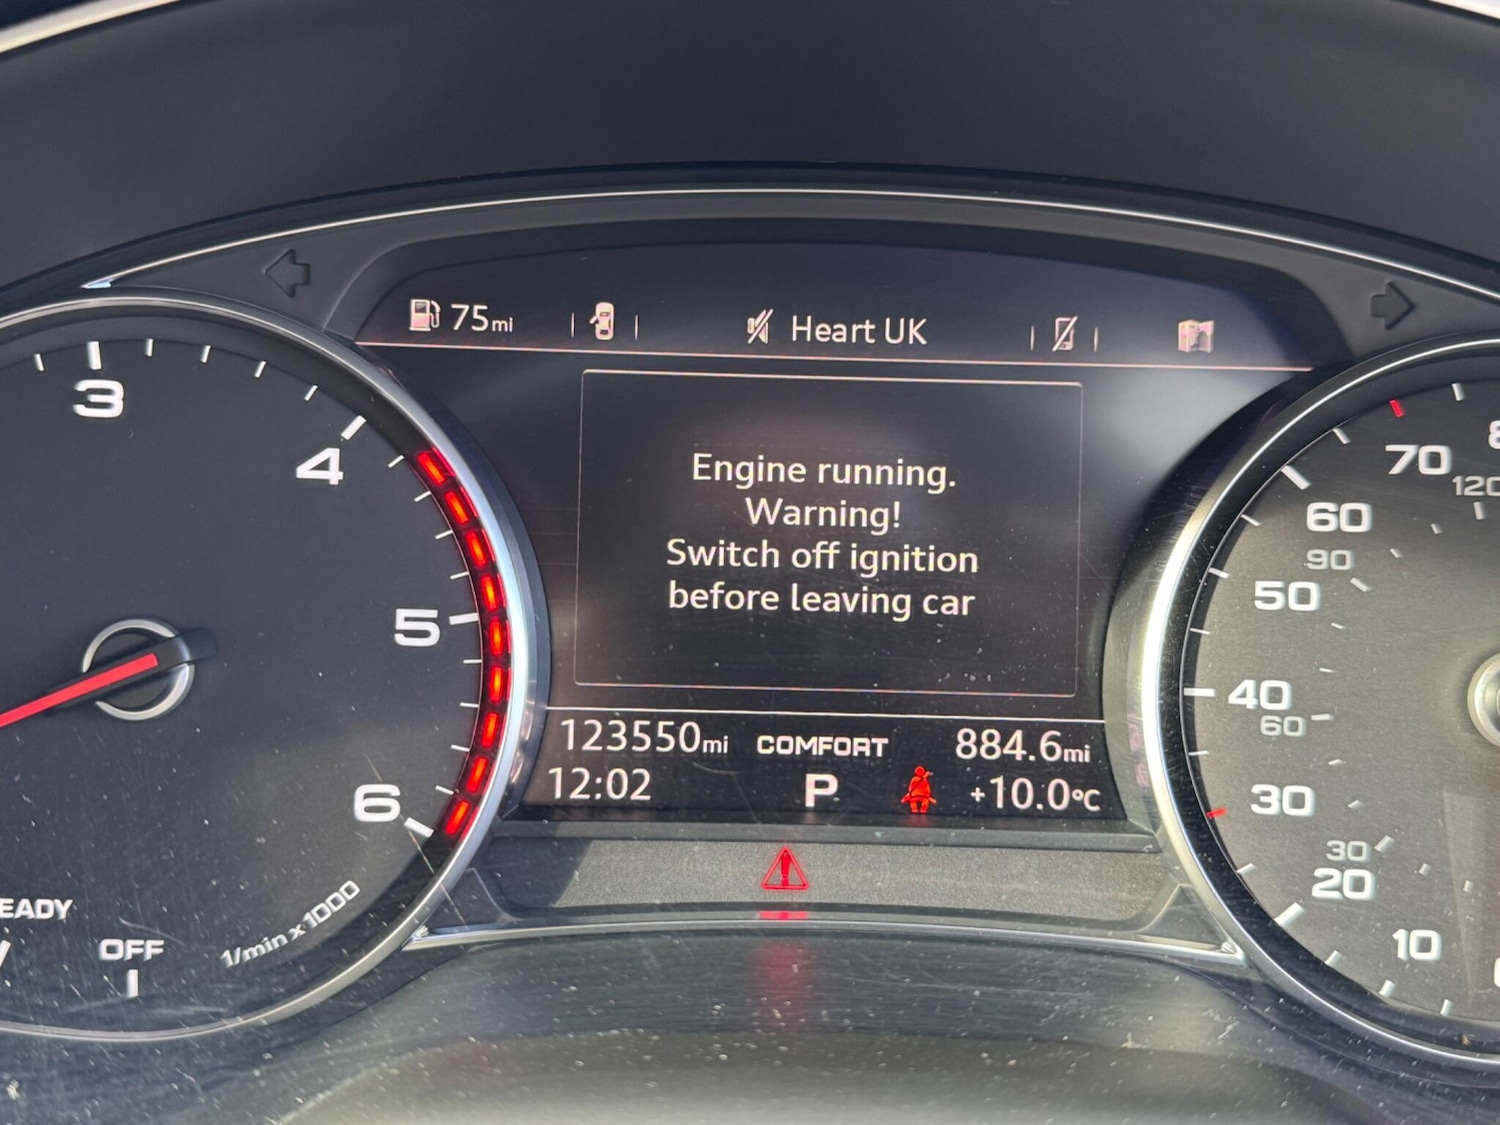 75mi
Heart UK
Engine running.
Warning!
Switch off ignition
before leaving car
123550mi COMFORT 884.6mi
12:02 P +10.0°C
3
4
5
6
1/min x1000
EADY
OFF
70
120
60
90
50
40
60
30
30
20
10